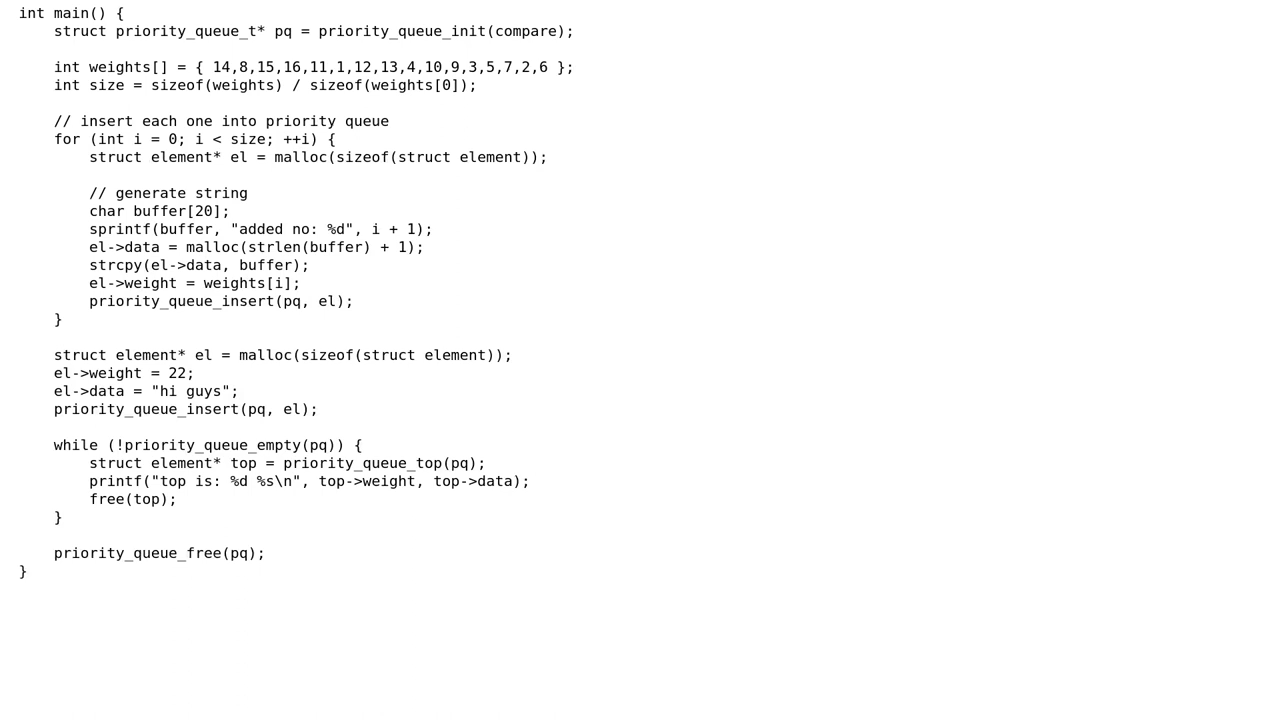 int main() {
    struct priority_queue_t* pq = priority_queue_init(compare);

    int weights[] = { 14,8,15,16,11,1,12,13,4,10,9,3,5,7,2,6 };
    int size = sizeof(weights) / sizeof(weights[0]);

    // insert each one into priority queue
    for (int i = 0; i < size; ++i) {
        struct element* el = malloc(sizeof(struct element));

        // generate string
        char buffer[20];
        sprintf(buffer, "added no: %d", i + 1);
        el->data = malloc(strlen(buffer) + 1);
        strcpy(el->data, buffer);
        el->weight = weights[i];
        priority_queue_insert(pq, el);
    }

    struct element* el = malloc(sizeof(struct element));
    el->weight = 22;
    el->data = "hi guys";
    priority_queue_insert(pq, el);

    while (!priority_queue_empty(pq)) {
        struct element* top = priority_queue_top(pq);
        printf("top is: %d %s\n", top->weight, top->data);
        free(top);
    }

    priority_queue_free(pq);
}